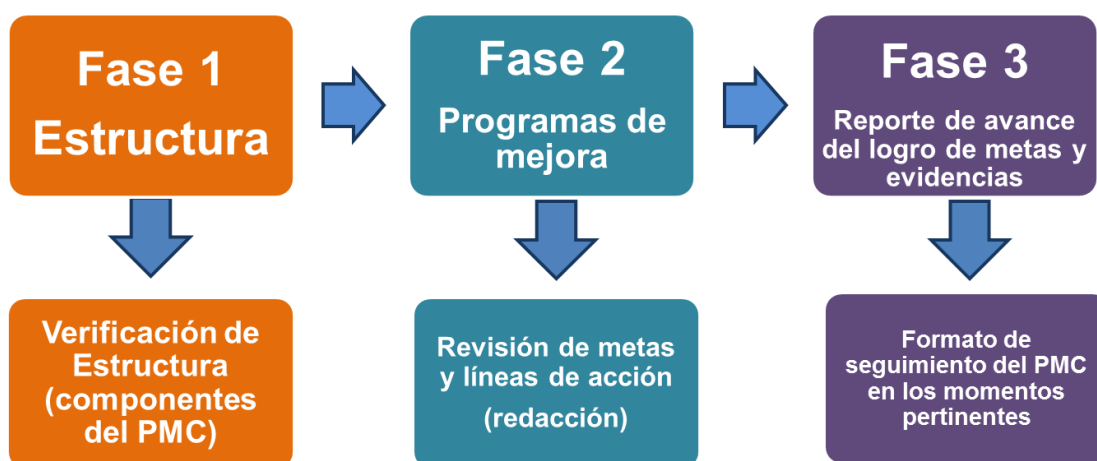 Fase 1
Estructura
Fase 2
Programas de
mejora
Fase 3
Reporte de avance
del logro de metas y
evidencias
Verificación de
Estructura
(componentes
del PMC)
Revisión de metas
y líneas de acción
(redacción)
Formato de
seguimiento del PMC
en los momentos
pertinentes